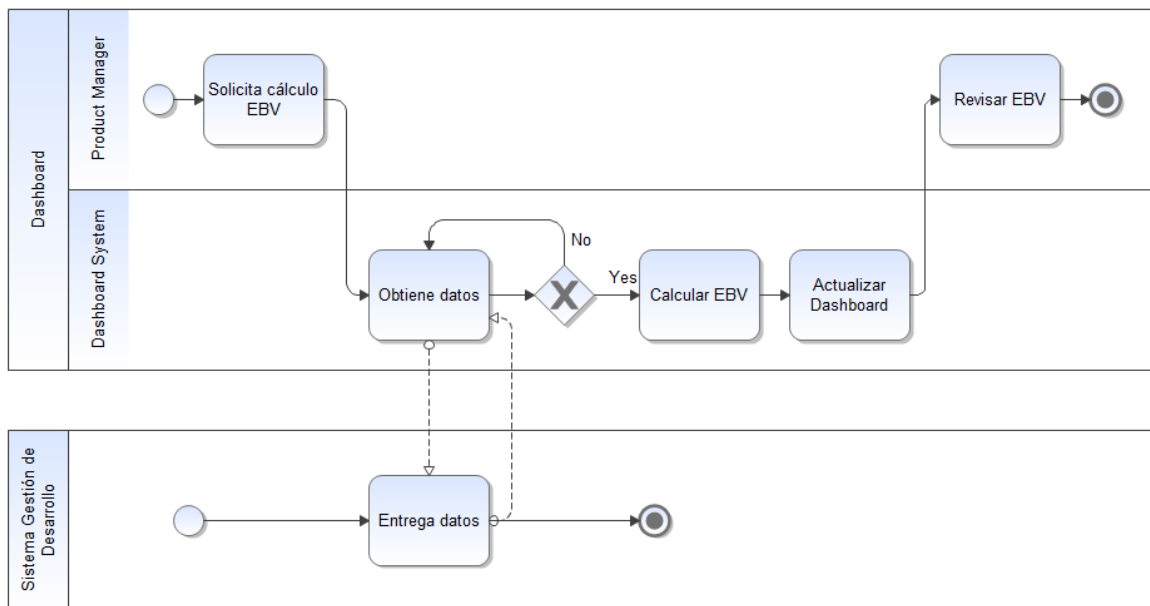 Dashboard
Product Manager
Solicita cálculo
EBV
Revisar EBV
Dashboard System
No
Obtiene datos
Yes
Calcular EBV
Actualizar
Dashboard
Sistema Gestión de
Desarrollo
Entrega datos